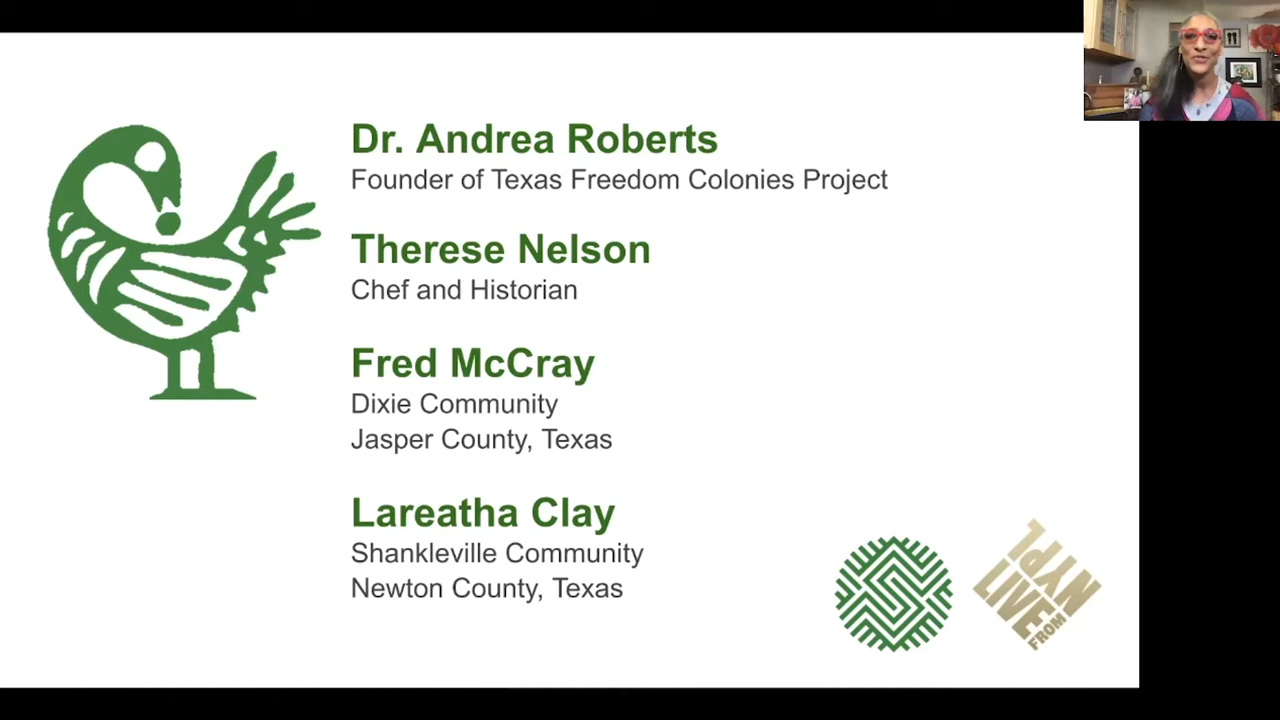 Dr. Andrea Roberts
Founder of Texas Freedom Colonies Project
Therese Nelson
Chef and Historian
Fred McCray
Dixie Community
Jasper County, Texas
Lareatha Clay
Shankleville Community
Newton County, Texas
LIVE
FROM
NYPL